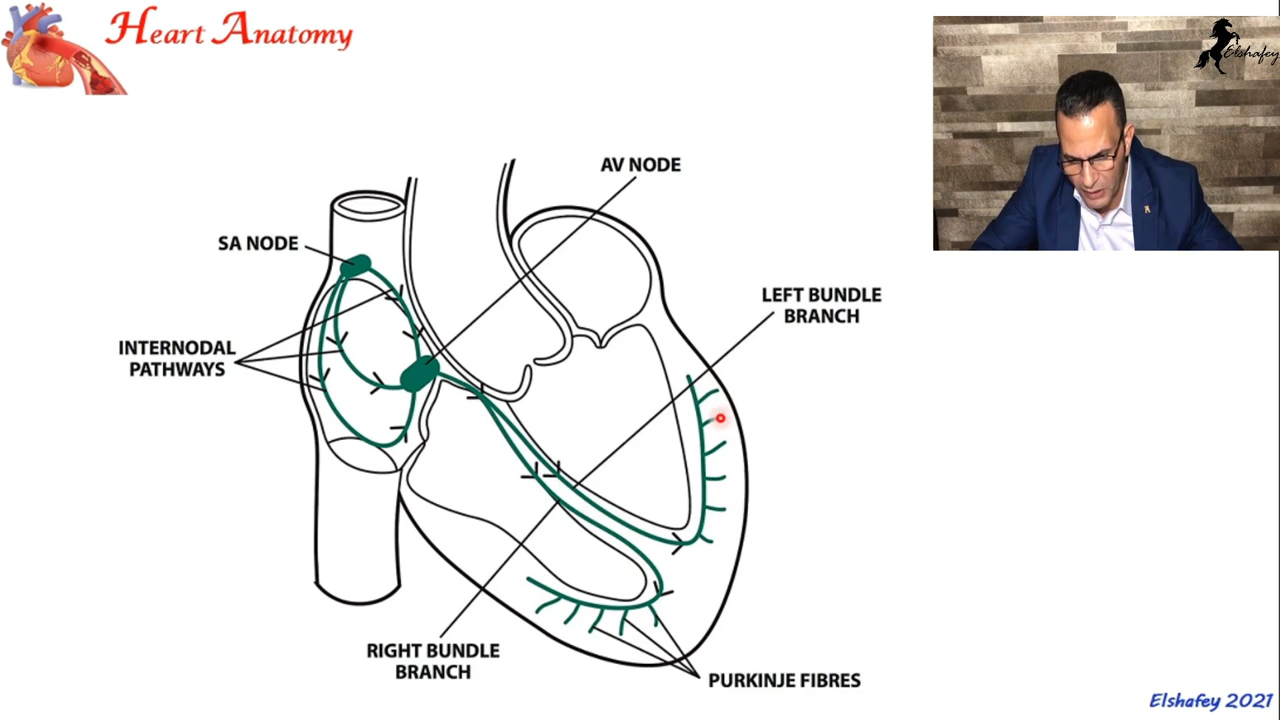 Heart Anatomy
Elshafey
AV NODE
SA NODE
LEFT BUNDLE
BRANCH
INTERNODAL
PATHWAYS
RIGHT BUNDLE
BRANCH
PURKINJE FIBRES
Elshafey 2021